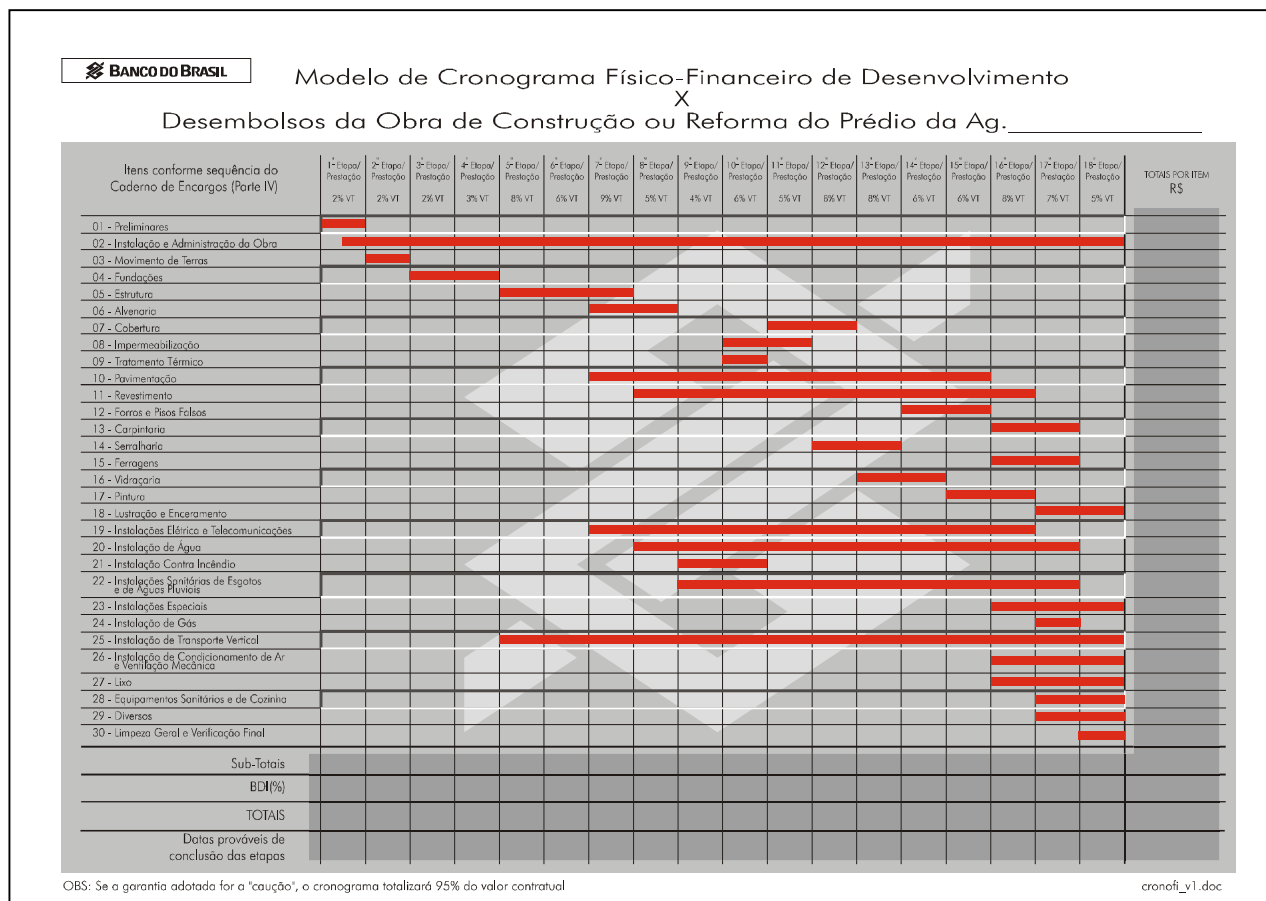 BANCO DO BRASIL
Modelo de Cronograma Físico-Financeiro de Desenvolvimento
X
Desembolsos da Obra de Construção ou Reforma do Prédio da Ag.______________
Itens conforme sequência do
Caderno de Encargos (Parte IV)
1ª Etapa/ 2ª Etapa/ 3ª Etapa/ 4ª Etapa/ 5ª Etapa/ 6ª Etapa/ 7ª Etapa/ 8ª Etapa/ 9ª Etapa/ 10ª Etapa/ 11ª Etapa/ 12ª Etapa/ 13ª Etapa/ 14ª Etapa/ 15ª Etapa/ 16ª Etapa/ 17ª Etapa/ 18ª Etapa/
Prestação Prestação Prestação Prestação Prestação Prestação Prestação Prestação Prestação Prestação Prestação Prestação Prestação Prestação Prestação Prestação Prestação Prestação
2% VT 2% VT 2% VT 3% VT 8% VT 6% VT 9% VT 5% VT 4% VT 6% VT 5% VT 8% VT 8% VT 6% VT 6% VT 8% VT 7% VT 5% VT
TOTAIS POR ITEM
R$
01 - Preliminares
02 - Instalação e Administração da Obra
03 - Movimento de Terras
04 - Fundações
05 - Estrutura
06 - Alvenaria
07 - Cobertura
08 - Impermeabilização
09 - Tratamento Térmico
10 - Pavimentação
11 - Revestimento
12 - Forros e Pisos Falsos
13 - Carpintaria
14 - Serralharia
15 - Ferragens
16 - Vidraçaria
17 - Pintura
18 - Lustração e Enceramento
19 - Instalações Elétrica e Telecomunicações
20 - Instalação de Água
21 - Instalação Contra Incêndio
22 - Instalações Sanitárias de Esgotos
e de Águas Pluviais
23 - Instalações Especiais
24 - Instalação de Gás
25 - Instalação de Transporte Vertical
26 - Instalação de Condicionamento de Ar
e Ventilação Mecânica
27 - Lixo
28 - Equipamentos Sanitários e de Cozinha
29 - Diversos
30 - Limpeza Geral e Verificação Final
Sub-Totais
BDI(%)
TOTAIS
Datas prováveis de
conclusão das etapas
OBS: Se a garantia adotada for a "caução", o cronograma totalizará 95% do valor contratual
cronofi_v1.doc